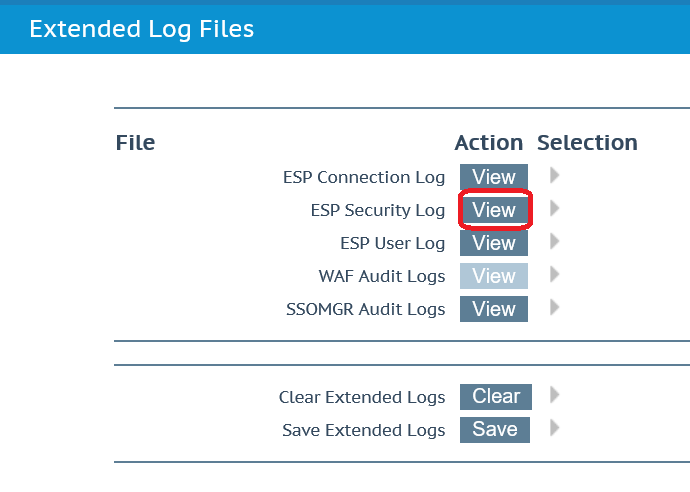 Extended Log Files
File Action Selection
ESP Connection Log View
ESP Security Log View
ESP User Log View
WAF Audit Logs View
SSOMGR Audit Logs View
Clear Extended Logs Clear
Save Extended Logs Save